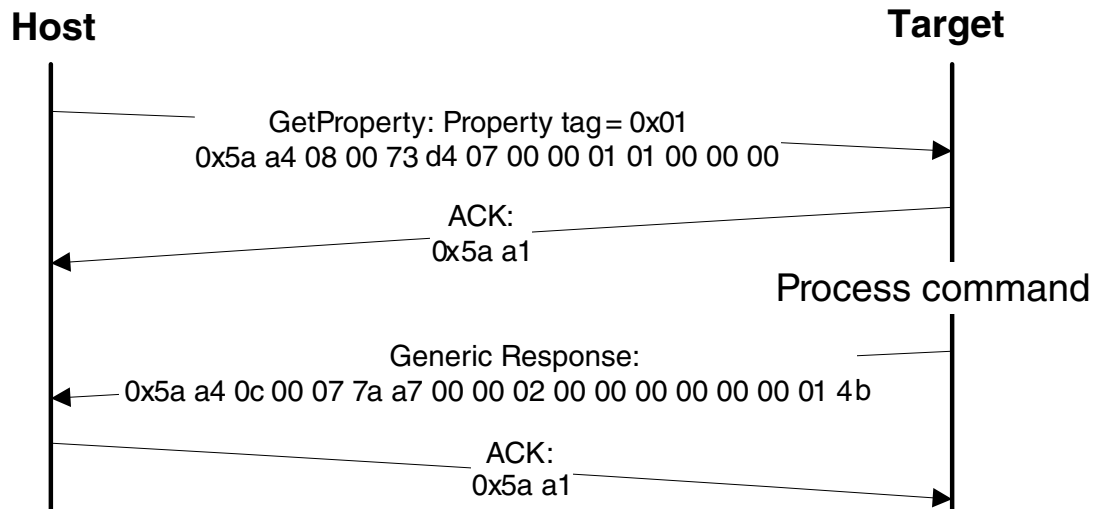 Host
Target
GetProperty: Property tag = 0x01
0x5a a4 08 00 73 d4 07 00 00 01 01 00 00 00
ACK:
0x5a a1
Process command
Generic Response:
0x5a a4 0c 00 07 7a a7 00 00 02 00 00 00 00 00 00 01 4b
ACK:
0x5a a1